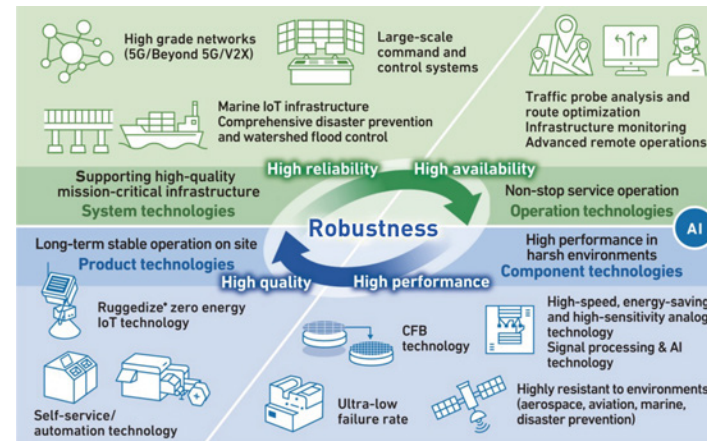 High grade networks
(5G/Beyond 5G/V2X)
Large-scale
command and
control systems
Marine IoT infrastructure
Comprehensive disaster prevention
and watershed flood control
Traffic probe analysis and
route optimization
Infrastructure monitoring
Advanced remote operations
Supporting high-quality
mission-critical infrastructure
System technologies
High reliability
High availability
Non-stop service operation
Operation technologies
Robustness
AI
Long-term stable operation on site
Product technologies
High quality
High performance
High performance in
harsh environments
Component technologies
Ruggedize* zero energy
IoT technology
CFB
technology
High-speed, energy-saving
and high-sensitivity analog
technology
Signal processing & AI
technology
Self-service/
automation technology
Ultra-low
failure rate
Highly resistant to environments
(aerospace, aviation, marine,
disaster prevention)